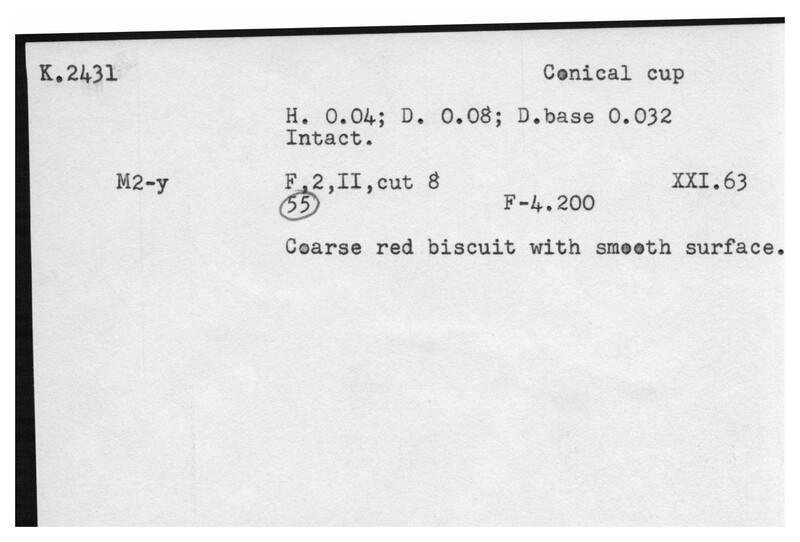 K.2431 Conical cup
H. 0.04; D. 0.08; D.base 0.032
Intact.
M2-y F,2,II,cut 8 XXI.63
55 F-4.200
Coarse red biscuit with smooth surface.